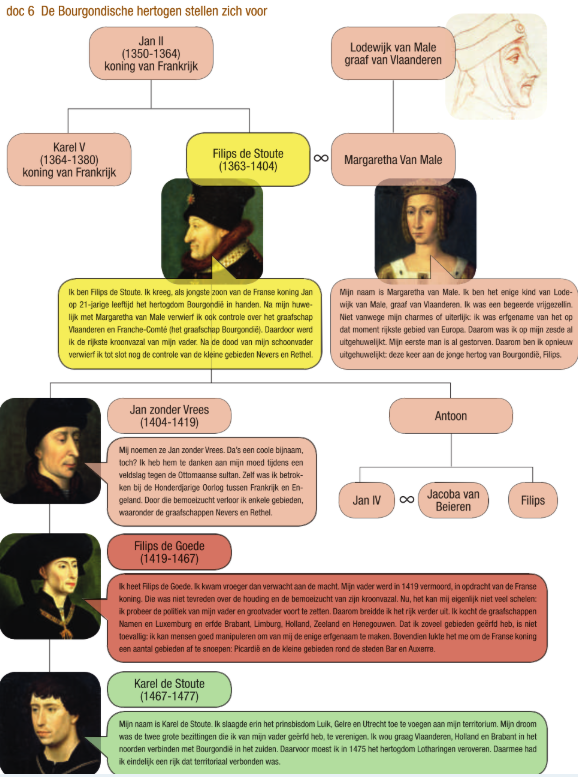 doc 6 De Bourgondische hertogen stellen zich voor
Jan II
(1350-1364)
koning van Frankrijk
Lodewijk van Male
graaf van Vlaanderen
Karel V
(1364-1380)
koning van Frankrijk
Filips de Stoute
(1363-1404)
∞
Margaretha Van Male
Ik ben Filips de Stoute. Ik kreeg, als jongste zoon van de Franse koning Jan
op 21-jarige leeftijd het hertogdom Bourgondië in handen. Na mijn huwe-
lijk met Margaretha van Male verwierf ik ook controle over het graafschap
Vlaanderen en Franche-Comté (het graafschap Bourgondië). Daardoor werd
ik de rijkste kroonvazal van mijn vader. Na de dood van mijn schoonvader
verwierf ik tot slot nog de controle van de kleine gebieden Nevers en Rethel.
Mijn naam is Margaretha van Male. Ik ben het enige kind van Lode-
wijk van Male, graaf van Vlaanderen. Ik was een begeerde vrijgezellin.
Niet vanwege mijn charmes of uiterlijk: ik was erfgename van het op
dat moment rijkste gebied van Europa. Daarom was ik op mijn zesde al
uitgehuwelijkt. Mijn eerste man is al gestorven. Daarom ben ik opnieuw
uitgehuwelijkt: deze keer aan de jonge hertog van Bourgondië, Filips.
Jan zonder Vrees
(1404-1419)
Antoon
Mij noemen ze Jan zonder Vrees. Da's een coole bijnaam,
toch? Ik heb hem te danken aan mijn moed tijdens een
veldslag tegen de Ottomaanse sultan. Zelf was ik betrok-
ken bij de Honderdjarige Oorlog tussen Frankrijk en En-
geland. Door die bemoeizucht verloor ik enkele gebieden,
waaronder de graafschappen Nevers en Rethel.
Jan IV
∞
Jacoba van
Beieren
Filips
Filips de Goede
(1419-1467)
Ik heet Filips de Goede. Ik kwam vroeger dan verwacht aan de macht. Mijn vader werd in 1419 vermoord, in opdracht van de Franse
koning. Die was niet tevreden over de houding en de bemoeizucht van zijn kroonvazal. Nu, het kan mij eigenlijk niet veel schelen:
ik probeer de politiek van mijn vader en grootvader voort te zetten. Daarom breidde ik het rijk verder uit. Ik kocht de graafschappen
Namen en Luxemburg en erfde Brabant, Limburg, Holland, Zeeland en Henegouwen. Dat ik zoveel gebieden geërfd heb, is niet
toevallig: ik kan mensen goed manipuleren om van mij de enige erfgenaam te maken. Bovendien lukte het me om de Franse koning
een aantal gebieden af te snoepen: Picardië en de kleine gebieden rond de steden Bar en Auxerre.
Karel de Stoute
(1467-1477)
Mijn naam is Karel de Stoute. Ik slaagde erin het prinsbisdom Luik, Gelre en Utrecht toe te voegen aan mijn territorium. Mijn droom
was de twee grote bezittingen die ik van mijn vader geërfd heb, te verenigen. Ik wou graag Vlaanderen, Holland en Brabant in het
noorden verbinden met Bourgondië in het zuiden. Daarvoor moest ik in 1475 het hertogdom Lotharingen veroveren. Daarmee had
ik eindelijk een rijk dat territoriaal verbonden was.